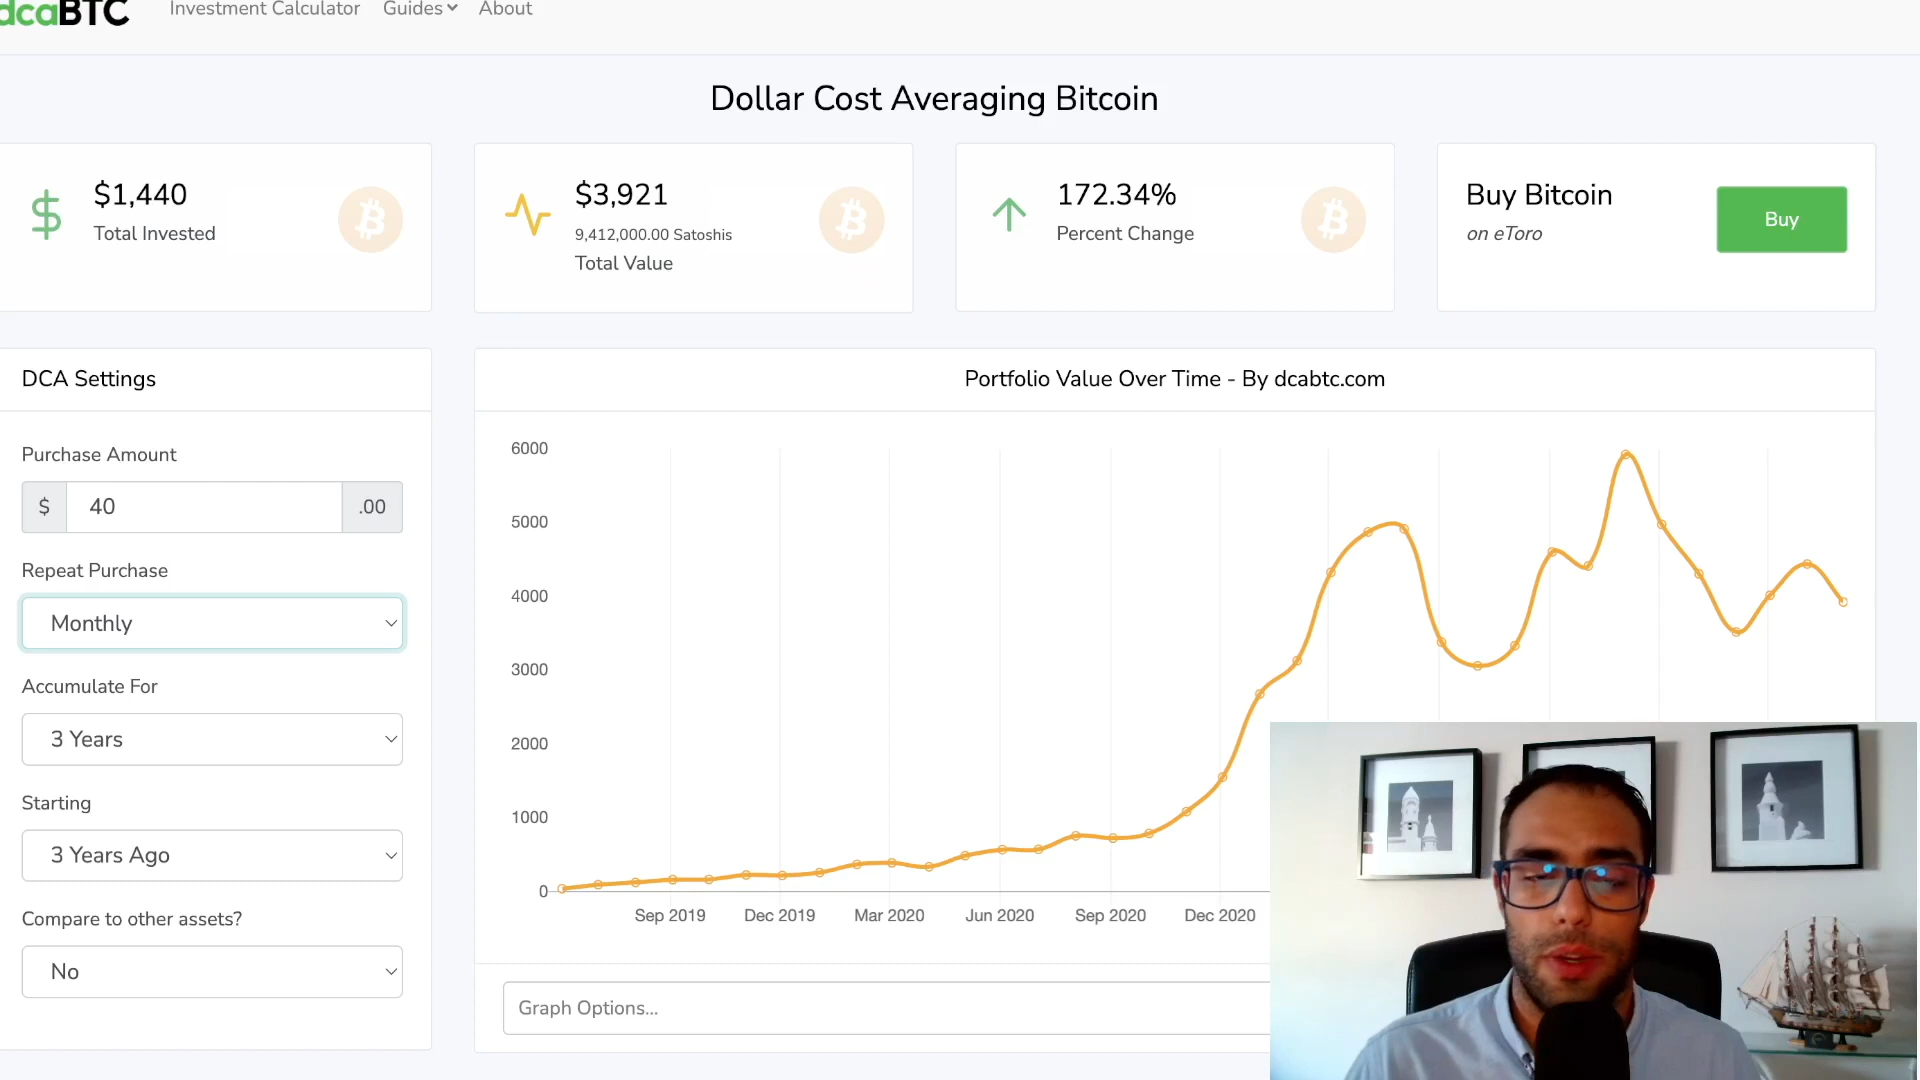 dcaBTC
Investment Calculator
Guides
About
Dollar Cost Averaging Bitcoin
$1,440
Total Invested
$3,921
9,412,000.00 Satoshis
Total Value
172.34%
Percent Change
Buy Bitcoin
on eToro
Buy
DCA Settings
Purchase Amount
$ 40 .00
Repeat Purchase
Monthly
Accumulate For
3 Years
Starting
3 Years Ago
Compare to other assets?
No
Portfolio Value Over Time - By dcabtc.com
6000
5000
4000
3000
2000
1000
0
Sep 2019 Dec 2019 Mar 2020 Jun 2020 Sep 2020 Dec 2020
Graph Options...